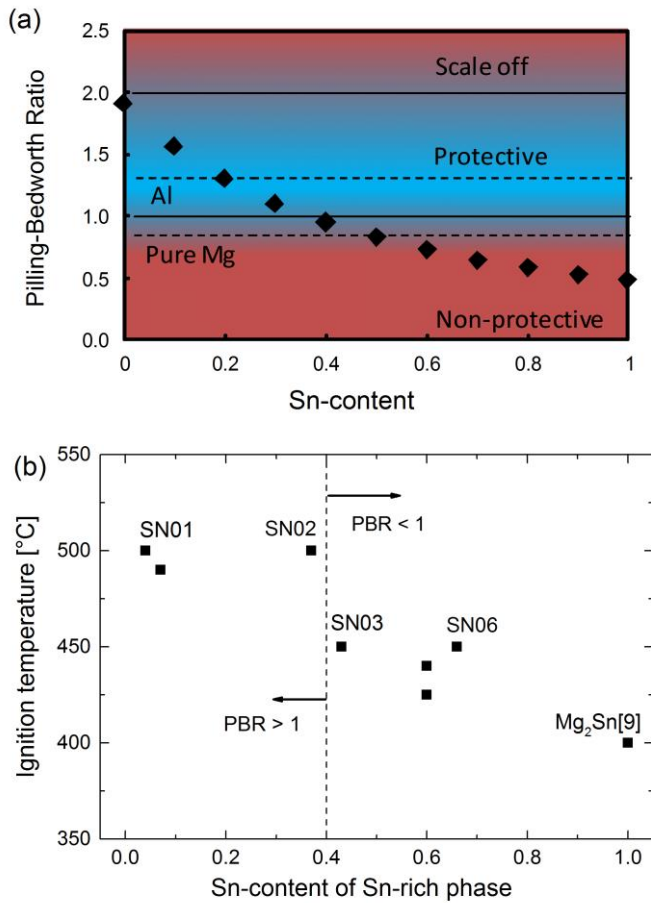 (a)
2.5
2.0
1.5
1.0
0.5
0.0
Pilling-Bedworth Ratio
Scale off
Protective
Al
Pure Mg
Non-protective
0 0.2 0.4 0.6 0.8 1
Sn-content
(b)
550
500
450
400
350
Ignition temperature [°C]
SN01
SN02
PBR < 1
SN03
SN06
PBR > 1
Mg₂Sn[9]
0.0 0.2 0.4 0.6 0.8 1.0
Sn-content of Sn-rich phase